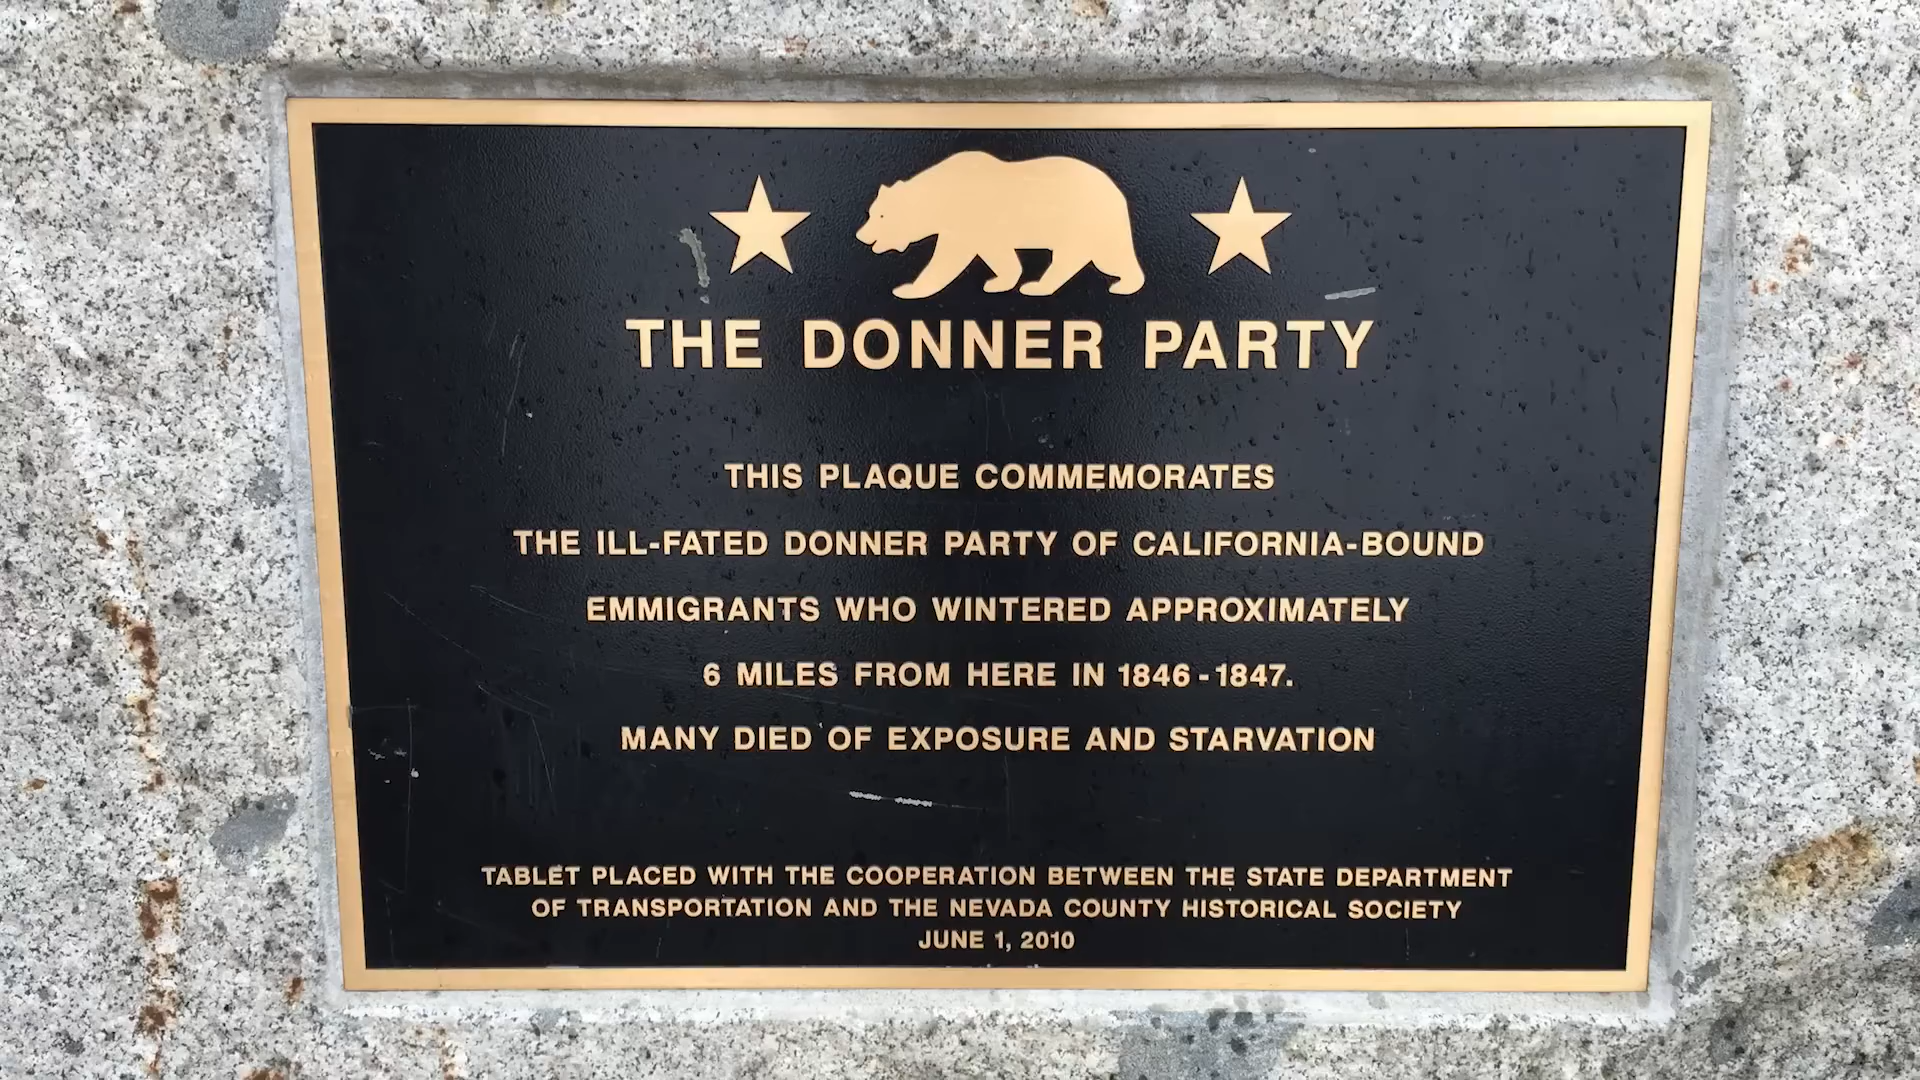 THE DONNER PARTY
THIS PLAQUE COMMEMORATES
THE ILL-FATED DONNER PARTY OF CALIFORNIA-BOUND
EMMIGRANTS WHO WINTERED APPROXIMATELY
6 MILES FROM HERE IN 1846-1847.
MANY DIED OF EXPOSURE AND STARVATION
TABLET PLACED WITH THE COOPERATION BETWEEN THE STATE DEPARTMENT
OF TRANSPORTATION AND THE NEVADA COUNTY HISTORICAL SOCIETY
JUNE 1, 2010